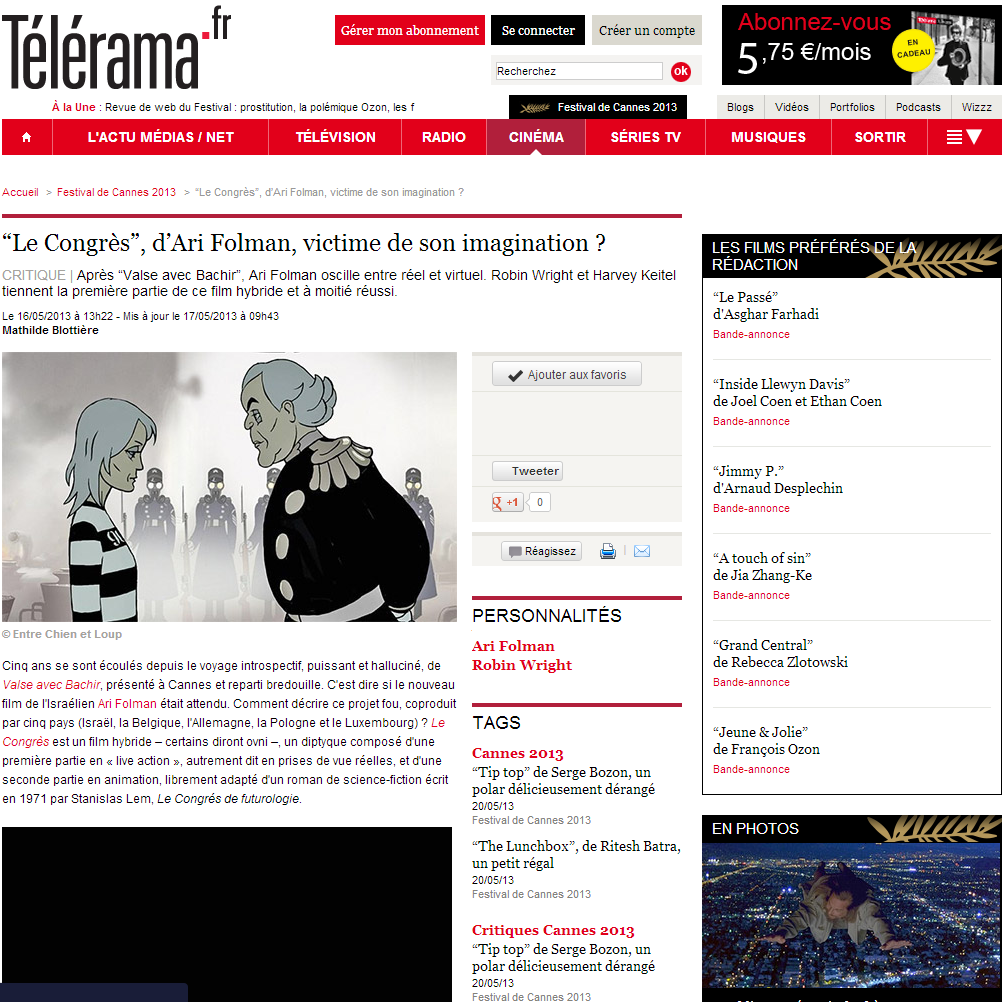 Télérama.fr
Gérer mon abonnement
Se connecter
Créer un compte
Recherchez
ok
Abonnez-vous
5,75 €/mois
EN
CADEAU
À la Une : Revue de web du Festival : prostitution, la polémique Ozon, les f
Festival de Cannes 2013
Blogs
Vidéos
Portfolios
Podcasts
Wizzz
L'ACTU MÉDIAS / NET
TÉLÉVISION
RADIO
CINÉMA
SÉRIES TV
MUSIQUES
SORTIR
Accueil > Festival de Cannes 2013 > “Le Congrès”, d'Ari Folman, victime de son imagination ?
“Le Congrès”, d’Ari Folman, victime de son imagination ?
CRITIQUE | Après “Valse avec Bachir”, Ari Folman oscille entre réel et virtuel. Robin Wright et Harvey Keitel
tiennent la première partie de ce film hybride et à moitié réussi.
Le 16/05/2013 à 13h22 - Mis à jour le 17/05/2013 à 09h43
Mathilde Blottière
© Entre Chien et Loup
Cinq ans se sont écoulés depuis le voyage introspectif, puissant et halluciné, de
Valse avec Bachir, présenté à Cannes et reparti bredouille. C'est dire si le nouveau
film de l'Israélien Ari Folman était attendu. Comment décrire ce projet fou, coproduit
par cinq pays (Israël, la Belgique, l'Allemagne, la Pologne et le Luxembourg) ? Le
Congrès est un film hybride – certains diront ovni –, un diptyque composé d'une
première partie en « live action », autrement dit en prises de vue réelles, et d'une
seconde partie en animation, librement adapté d'un roman de science-fiction écrit
en 1971 par Stanislas Lem, Le Congrés de futurologie.
Ajouter aux favoris
Tweeter
g +1
0
Réagissez
PERSONNALITÉS
Ari Folman
Robin Wright
TAGS
Cannes 2013
“Tip top” de Serge Bozon, un
polar délicieusement dérangé
20/05/13
Festival de Cannes 2013
“The Lunchbox”, de Ritesh Batra,
un petit régal
20/05/13
Festival de Cannes 2013
Critiques Cannes 2013
“Tip top” de Serge Bozon, un
polar délicieusement dérangé
20/05/13
Festival de Cannes 2013
LES FILMS PRÉFÉRÉS DE LA
RÉDACTION
“Le Passé”
d'Asghar Farhadi
Bande-annonce
“Inside Llewyn Davis”
de Joel Coen et Ethan Coen
Bande-annonce
“Jimmy P.”
d'Arnaud Desplechin
Bande-annonce
“A touch of sin”
de Jia Zhang-Ke
Bande-annonce
“Grand Central”
de Rebecca Zlotowski
Bande-annonce
“Jeune & Jolie”
de François Ozon
Bande-annonce
EN PHOTOS